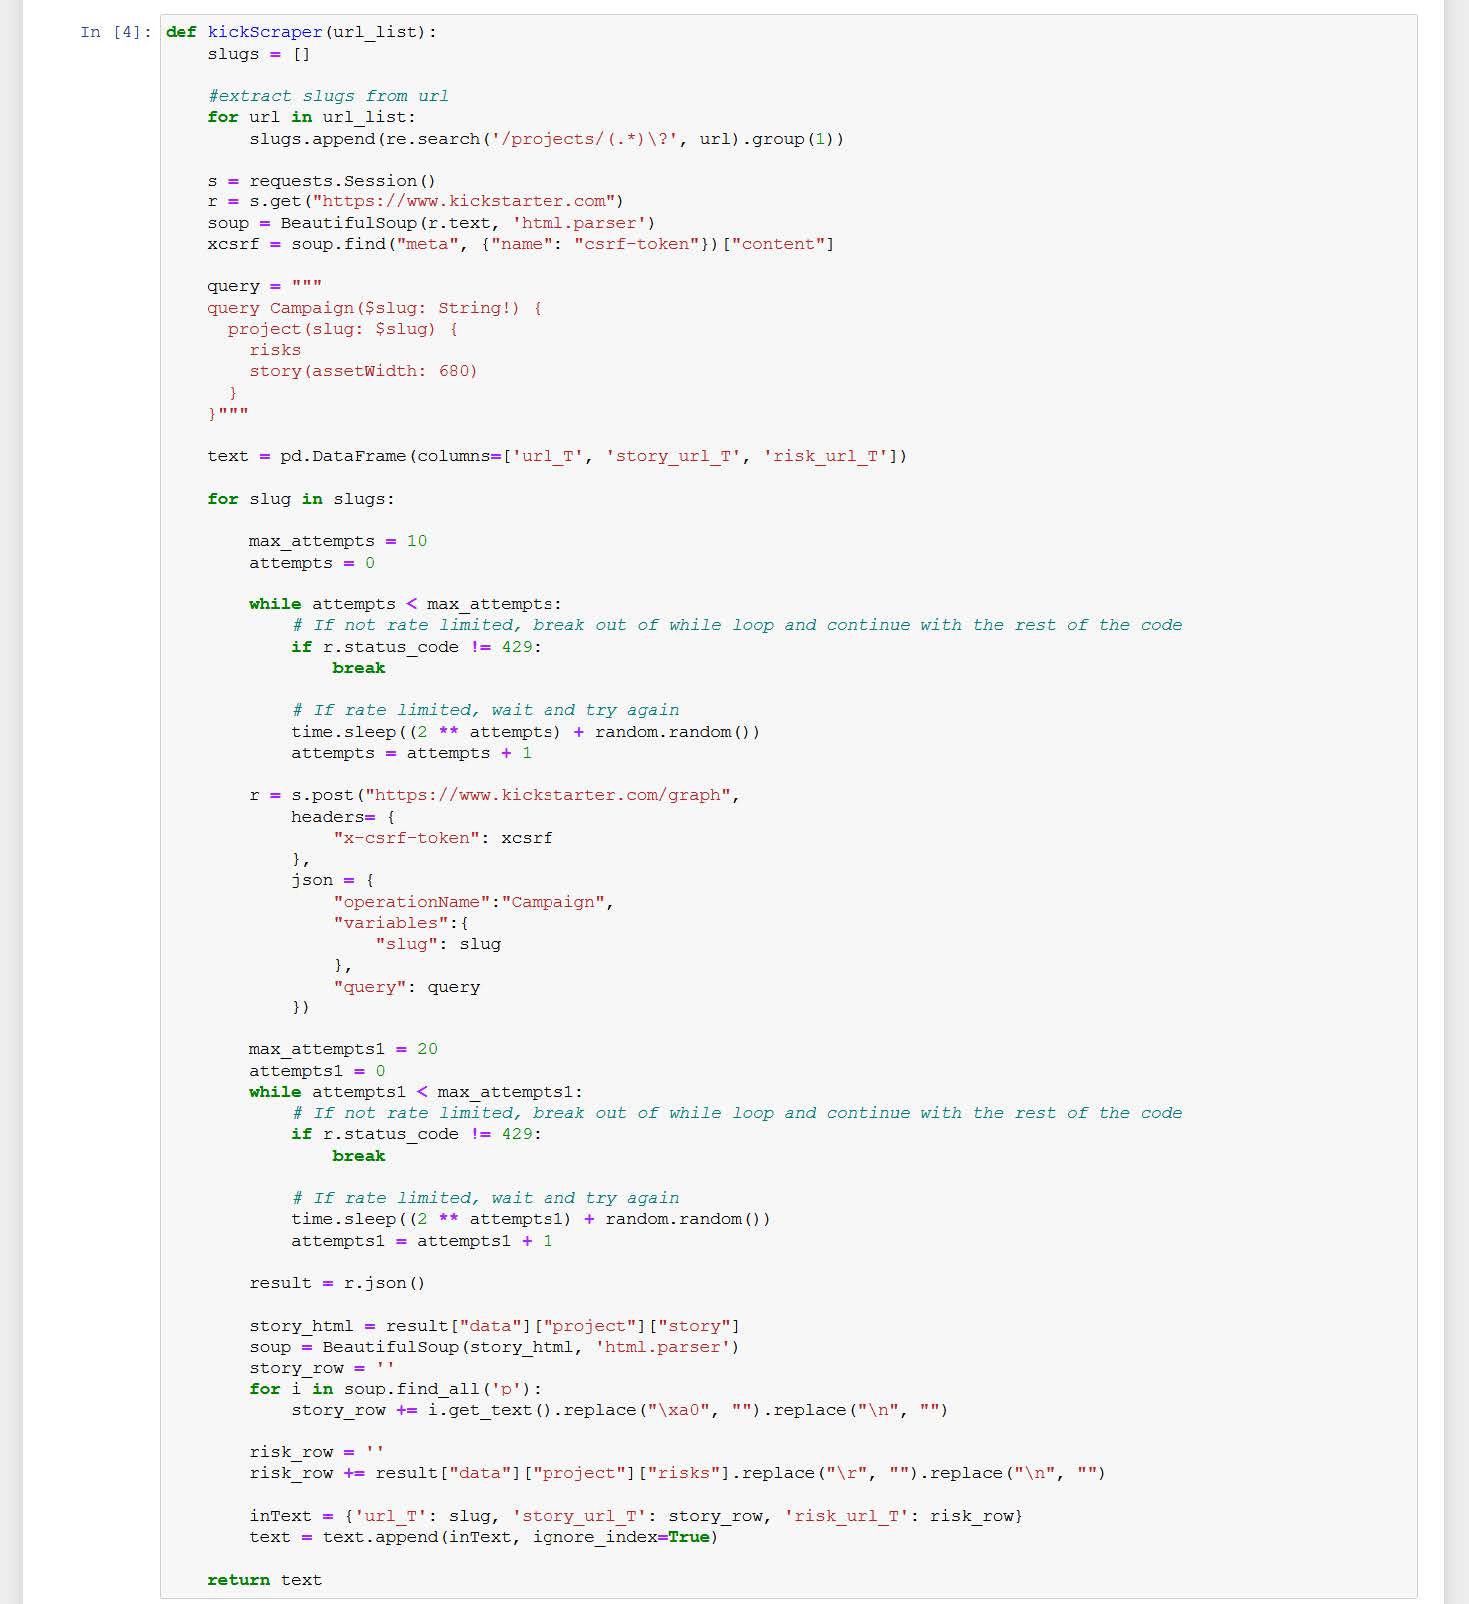 In [4]: def kickScraper(url_list):
    slugs = []

    #extract slugs from url
    for url in url_list:
        slugs.append(re.search('/projects/(.*)\?', url).group(1))

    s = requests.Session()
    r = s.get("https://www.kickstarter.com")
    soup = BeautifulSoup(r.text, 'html.parser')
    xcsrf = soup.find("meta", {"name": "csrf-token"})["content"]

    query = """
    query Campaign($slug: String!) {
      project(slug: $slug) {
        risks
        story(assetWidth: 680)
      }
    }"""

    text = pd.DataFrame(columns=['url_T', 'story_url_T', 'risk_url_T'])

    for slug in slugs:

        max_attempts = 10
        attempts = 0

        while attempts < max_attempts:
            # If not rate limited, break out of while loop and continue with the rest of the code
            if r.status_code != 429:
                break

            # If rate limited, wait and try again
            time.sleep((2 ** attempts) + random.random())
            attempts = attempts + 1

        r = s.post("https://www.kickstarter.com/graph",
            headers= {
                "x-csrf-token": xcsrf
            },
            json = {
                "operationName":"Campaign",
                "variables":{
                    "slug": slug
                },
                "query": query
            })

        max_attempts1 = 20
        attempts1 = 0
        while attempts1 < max_attempts1:
            # If not rate limited, break out of while loop and continue with the rest of the code
            if r.status_code != 429:
                break

            # If rate limited, wait and try again
            time.sleep((2 ** attempts1) + random.random())
            attempts1 = attempts1 + 1

        result = r.json()

        story_html = result["data"]["project"]["story"]
        soup = BeautifulSoup(story_html, 'html.parser')
        story_row = ''
        for i in soup.find_all('p'):
            story_row += i.get_text().replace("\xa0", "").replace("\n", "")

        risk_row = ''
        risk_row += result["data"]["project"]["risks"].replace("\r", "").replace("\n", "")

        inText = {'url_T': slug, 'story_url_T': story_row, 'risk_url_T': risk_row}
        text = text.append(inText, ignore_index=True)

    return text